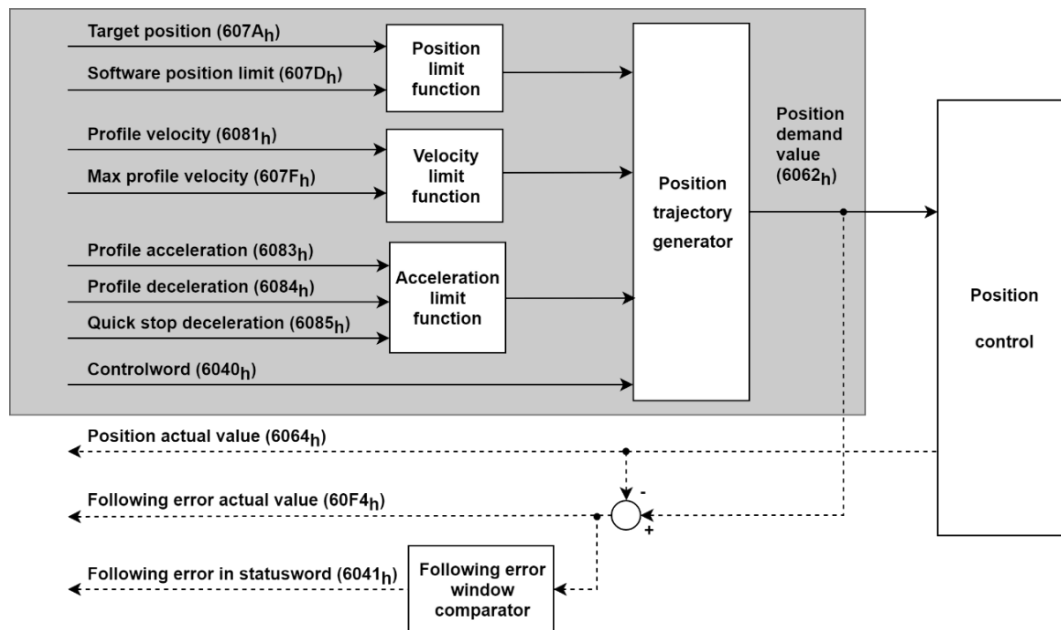 Target position (607Ah)
Software position limit (607Dh)
Position
limit
function
Profile velocity (6081h)
Max profile velocity (607Fh)
Velocity
limit
function
Profile acceleration (6083h)
Profile deceleration (6084h)
Quick stop deceleration (6085h)
Acceleration
limit
function
Controlword (6040h)
Position
trajectory
generator
Position
demand
value
(6062h)
Position
control
Position actual value (6064h)
-
Following error actual value (60F4h)
+
Following error in statusword (6041h)
Following error
window
comparator